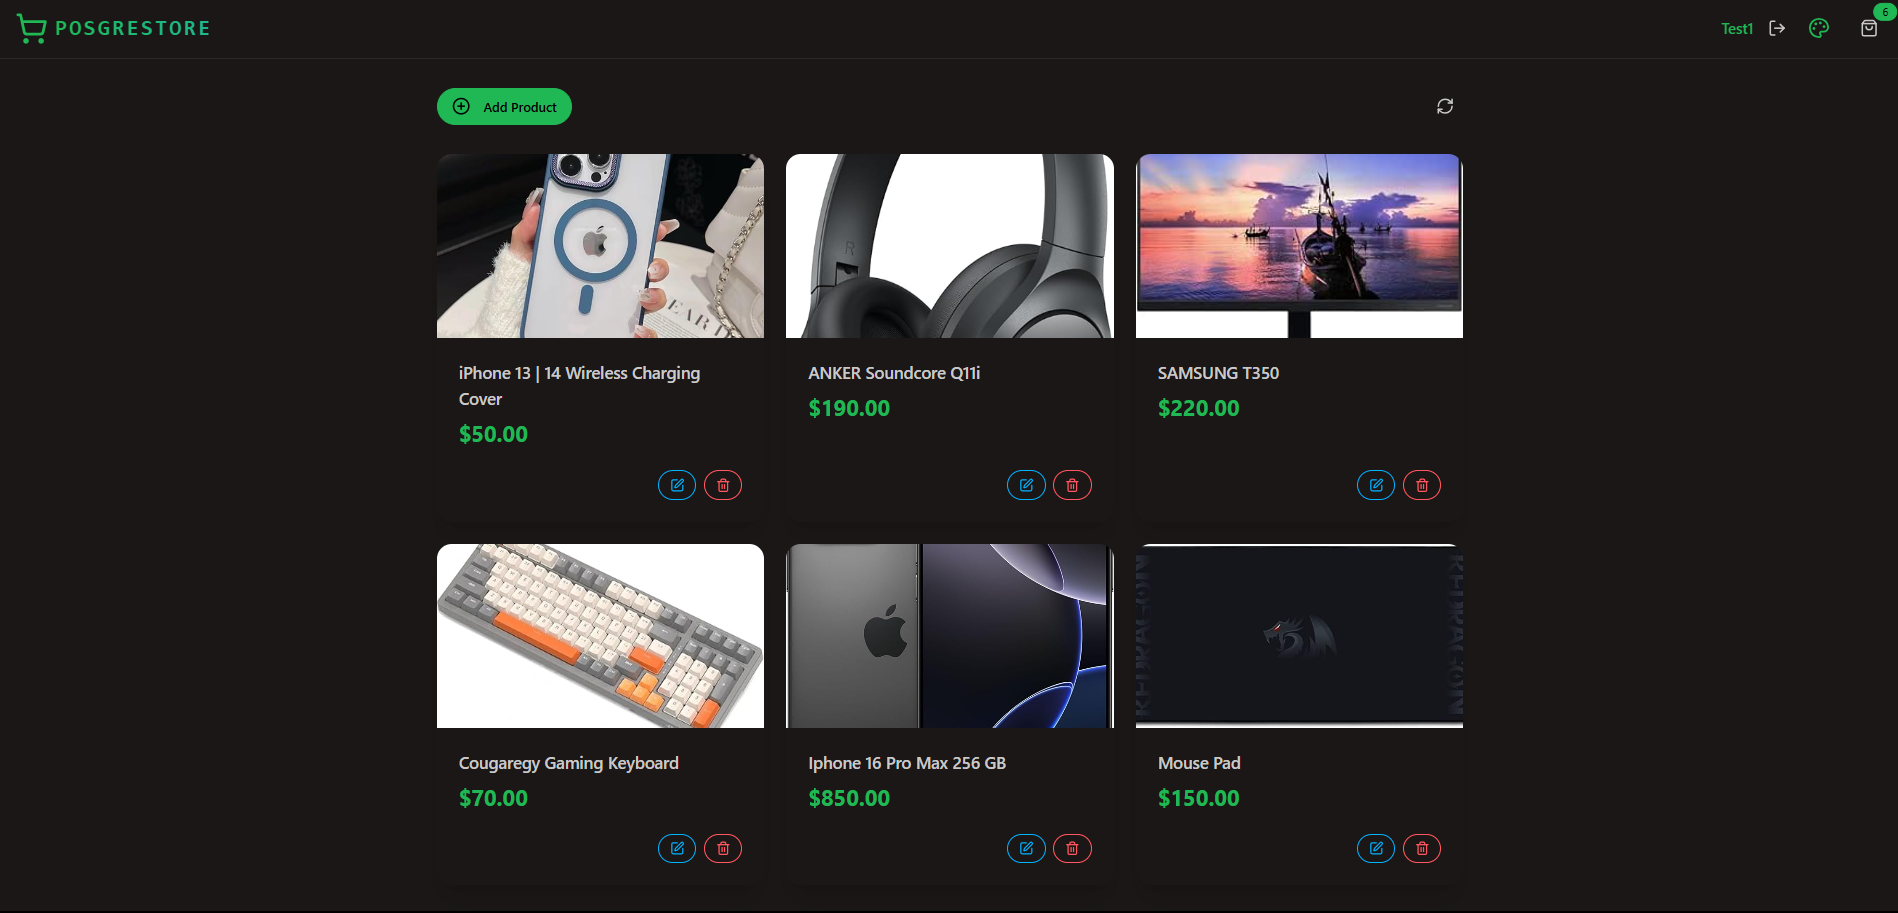 POSGRESTORE
Test1
6
Add Product
R
EAR
iPhone 13 | 14 Wireless Charging
Cover
$50.00
ANKER Soundcore Q11i
$190.00
SAMSUNG T350
$220.00
Cougaregy Gaming Keyboard
$70.00
Iphone 16 Pro Max 256 GB
$850.00
Mouse Pad
$150.00